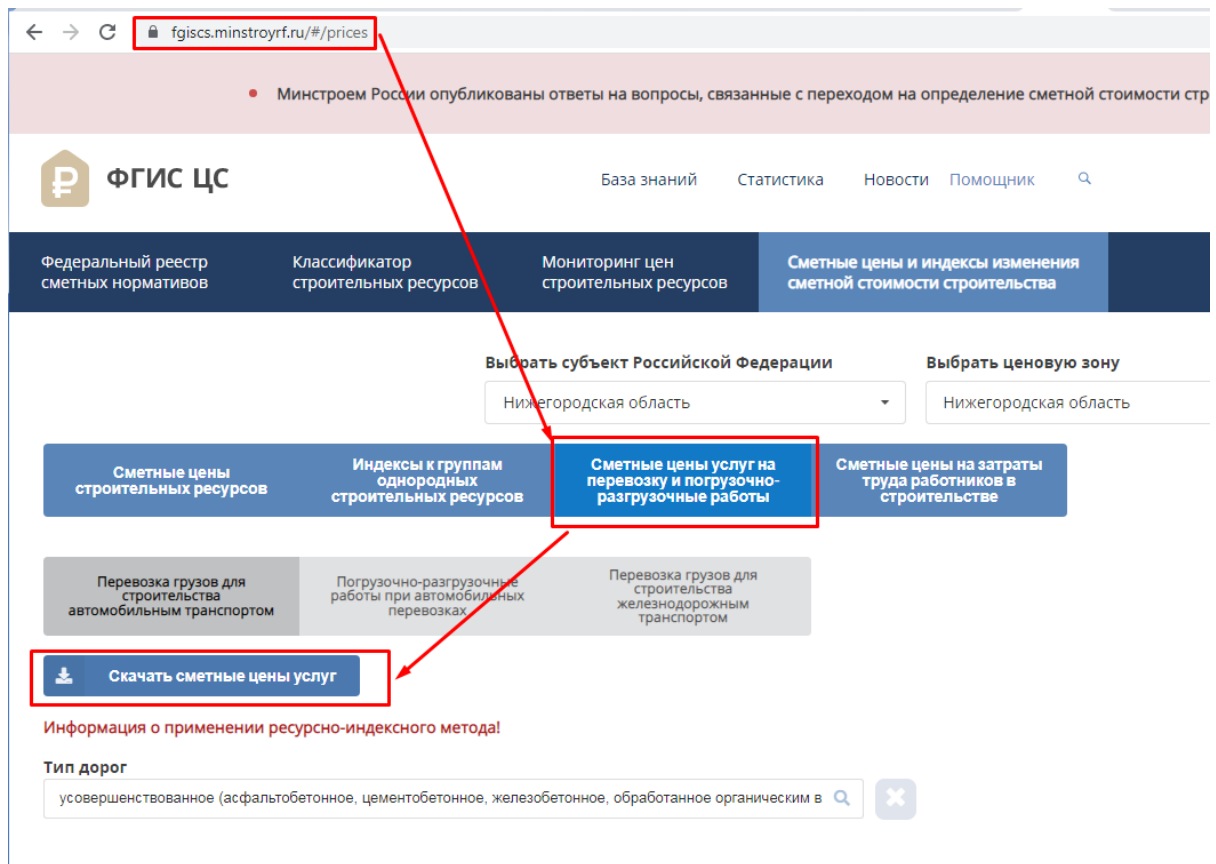 fgiscs.minstroyrf.ru/#/prices
Минстроем России опубликованы ответы на вопросы, связанные с переходом на определение сметной стоимости стр
ФГИС ЦС
База знаний Статистика Новости Помощник
Федеральный реестр
сметных нормативов
Классификатор
строительных ресурсов
Мониторинг цен
строительных ресурсов
Сметные цены и индексы изменения
сметной стоимости строительства
Выбрать субъект Российской Федерации
Нижегородская область
Выбрать ценовую зону
Нижегородская область
Сметные цены
строительных ресурсов
Индексы к группам
однородных
строительных ресурсов
Сметные цены услуг на
перевозку и погрузочно-
разгрузочные работы
Сметные цены на затраты
труда работников в
строительстве
Перевозка грузов для
строительства
автомобильным транспортом
Погрузочно-разгрузочные
работы при автомобильных
перевозках
Перевозка грузов для
строительства
железнодорожным
транспортом
Скачать сметные цены услуг
Информация о применении ресурсно-индексного метода!
Тип дорог
усовершенствованное (асфальтобетонное, цементобетонное, железобетонное, обработанное органическим в